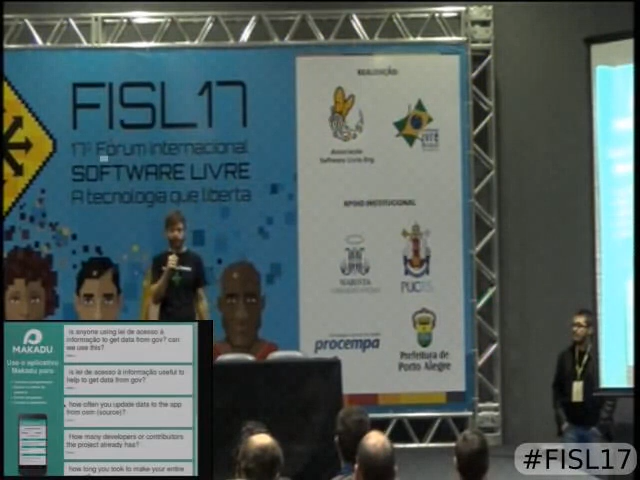 FISL17
17º Fórum Internacional
SOFTWARE LIVRE
A tecnologia que liberta
REALIZAÇÃO:
Associação
Software Livre.Org
APOIO INSTITUCIONAL
MARISTA
PUCRS
procempa
Prefeitura de
Porto Alegre
MAKADU
Use o aplicativo
Makadu para
is anyone using lei de acesso à
informação to get data from gov? can
we use this?
is lei de acesso à informação useful to
help to get data from gov?
how often you update data to the app
from osm (source)?
How many developers or contributors
the project already has?
how long you took to make your entire
#FISL17